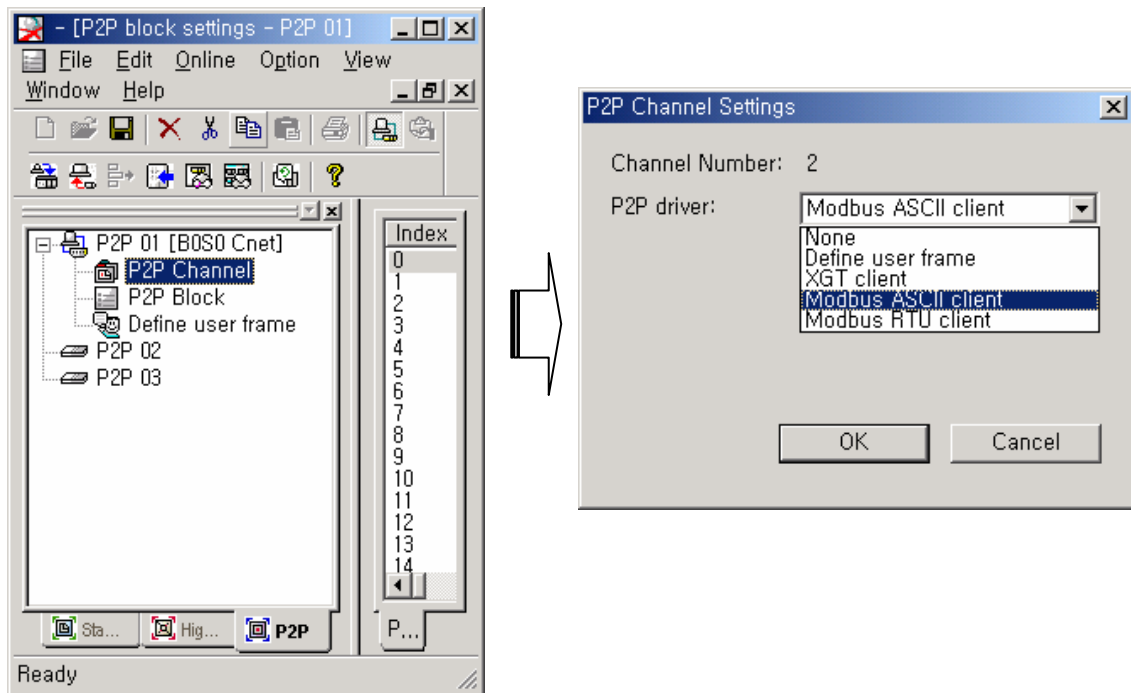 - [P2P block settings - P2P 01]
File Edit Online Option View
Window Help
P2P 01 [B0S0 Cnet]
P2P Channel
P2P Block
Define user frame
P2P 02
P2P 03
Index
0
1
2
3
4
5
6
7
8
9
10
11
12
13
14
Sta...
Hig...
P2P
P...
Ready
P2P Channel Settings
Channel Number: 2
P2P driver: Modbus ASCII client
None
Define user frame
XGT client
Modbus ASCII client
Modbus RTU client
OK Cancel